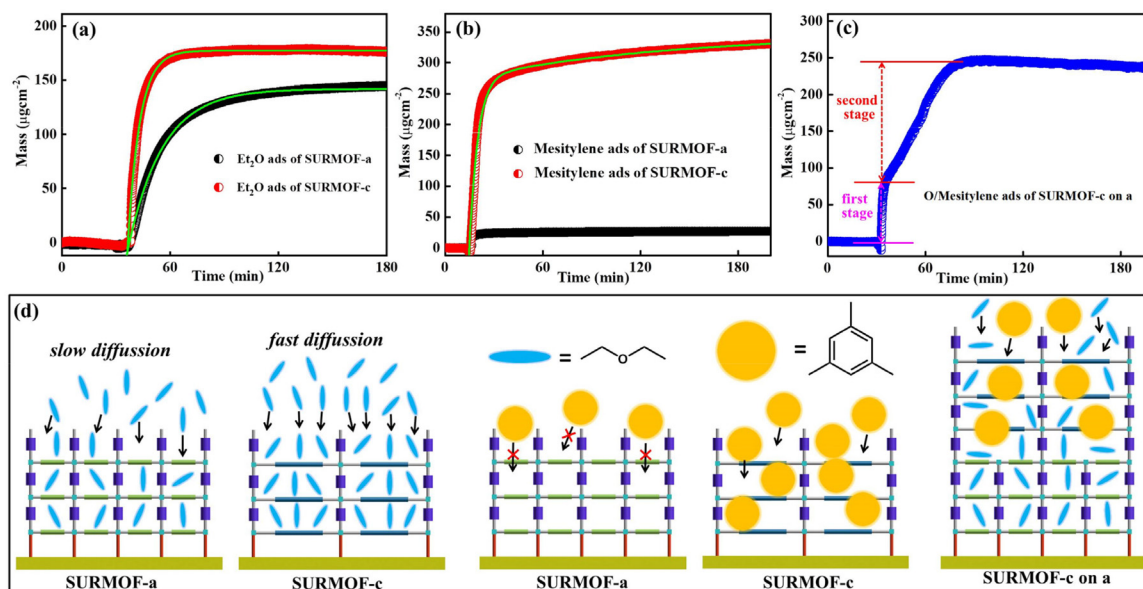 (a)
200
150
100
50
0
Mass (µgcm-2)
Et2O ads of SURMOF-a
Et2O ads of SURMOF-c
0 60 120 180
Time (min)
(b)
350
300
250
200
150
100
50
0
Mass (µgcm-2)
Mesitylene ads of SURMOF-a
Mesitylene ads of SURMOF-c
0 60 120 180
Time (min)
(c)
300
250
200
150
100
50
0
Mass (µgcm-2)
second
stage
first
stage
O/Mesitylene ads of SURMOF-c on a
0 60 120 180
Time (min)
(d)
slow diffussion
fast diffussion
=
O
=
SURMOF-a
SURMOF-c
SURMOF-a
SURMOF-c
SURMOF-c on a